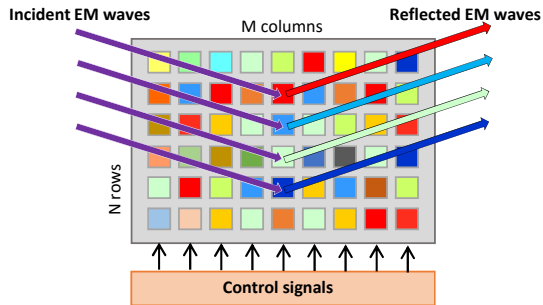 Incident EM waves
Reflected EM waves
M columns
N rows
Control signals